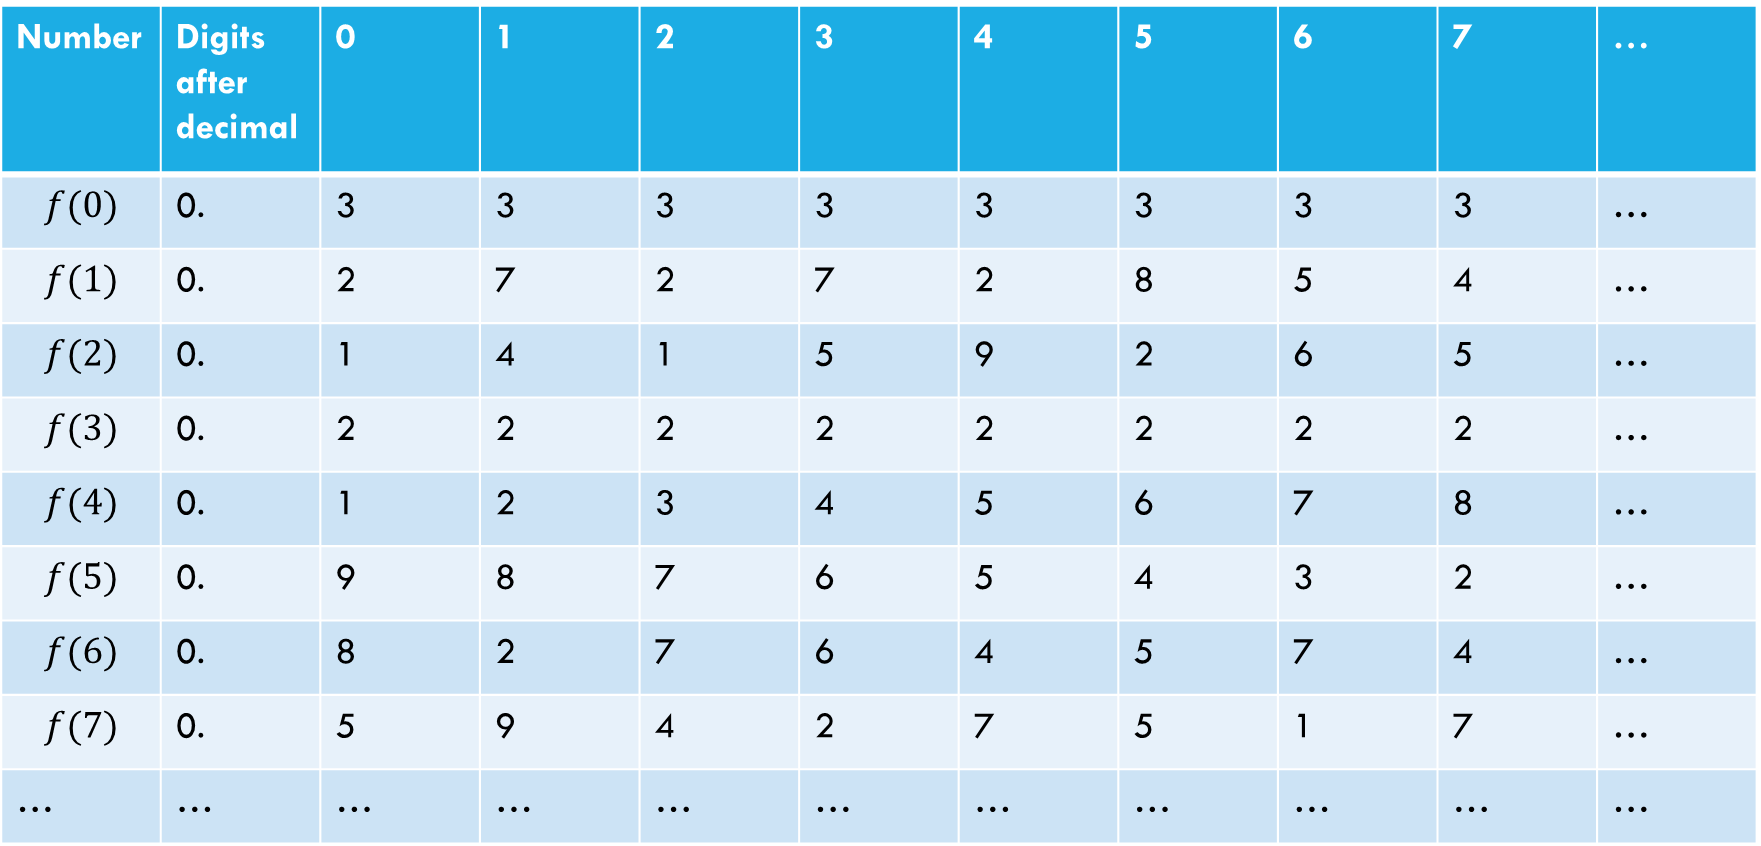 Number Digits after decimal 0 1 2 3 4 5 6 7 ...
f(0) 0. 3 3 3 3 3 3 3 3 ...
f(1) 0. 2 7 2 7 2 8 5 4 ...
f(2) 0. 1 4 1 5 9 2 6 5 ...
f(3) 0. 2 2 2 2 2 2 2 2 ...
f(4) 0. 1 2 3 4 5 6 7 8 ...
f(5) 0. 9 8 7 6 5 4 3 2 ...
f(6) 0. 8 2 7 6 4 5 7 4 ...
f(7) 0. 5 9 4 2 7 5 1 7 ...
... ... ... ... ... ... ... ... ... ... ...